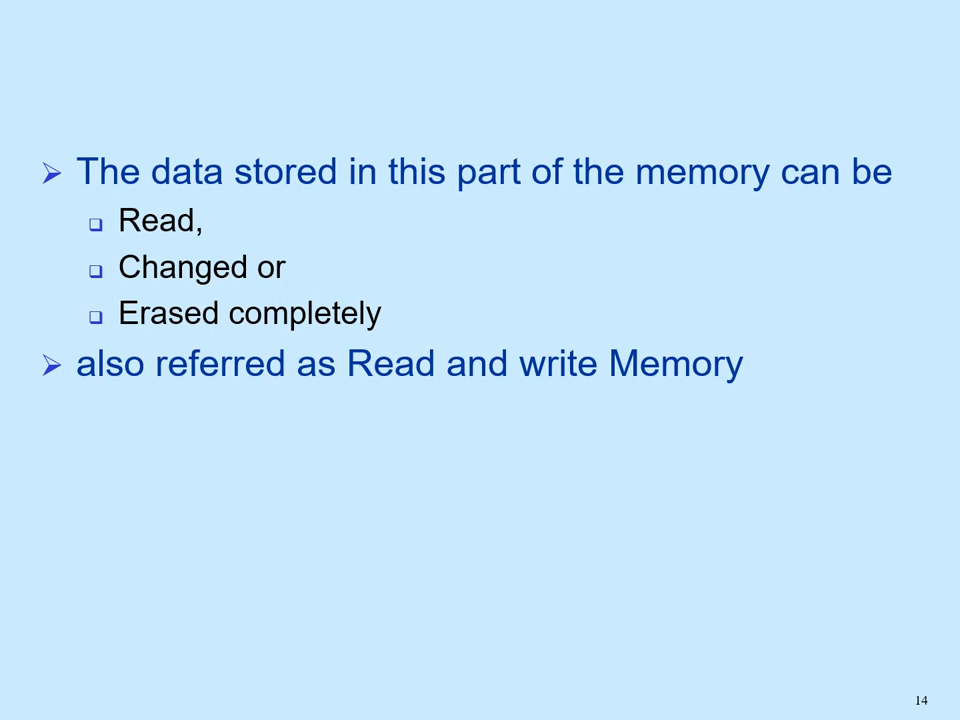 The data stored in this part of the memory can be
Read,
Changed or
Erased completely
also referred as Read and write Memory
14